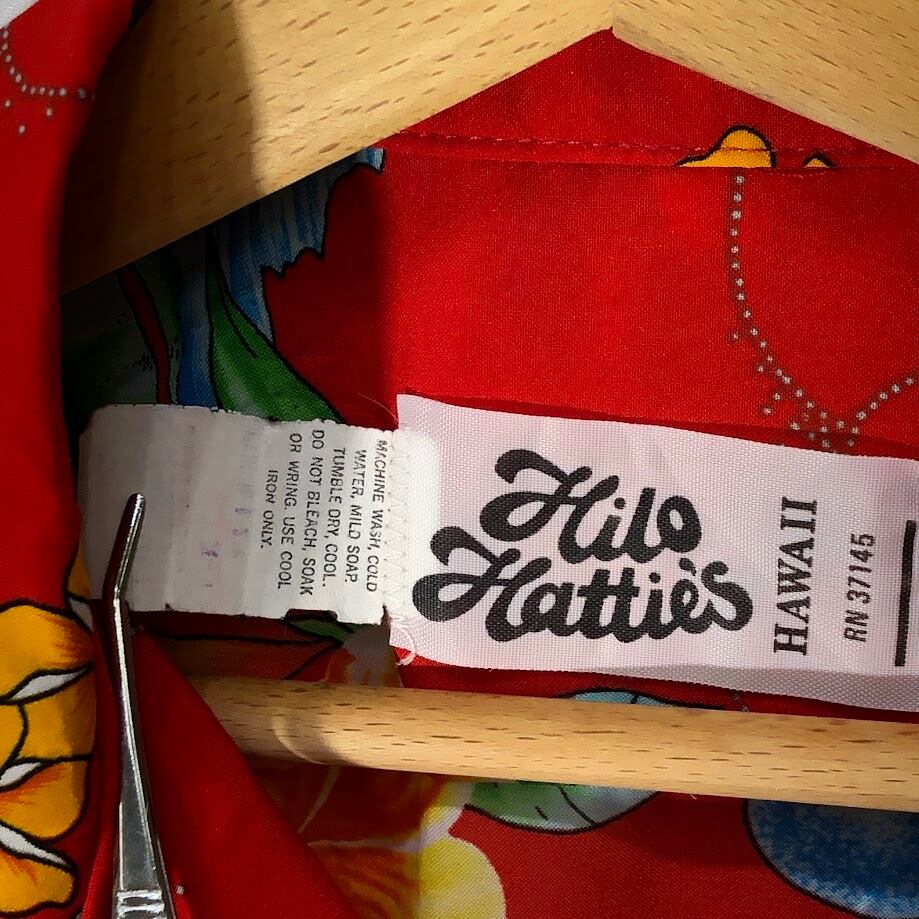 Hilo
Hattie's
HAWAII
RN 37145
MACHINE WASH, COLD
WATER, MILD SOAP.
TUMBLE DRY, COOL.
DO NOT BLEACH, SOAK
OR WRING. USE COOL
IRON ONLY.